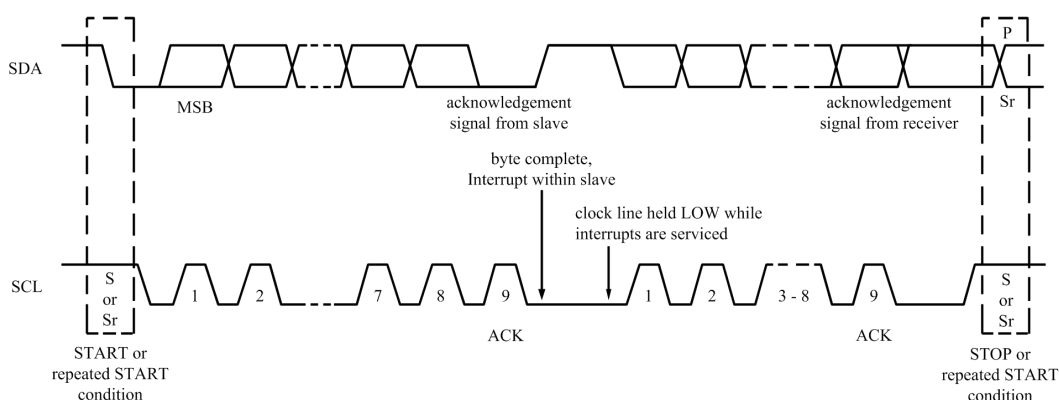 P
SDA
MSB
acknowledgement
signal from slave
acknowledgement
signal from receiver
Sr
byte complete,
Interrupt within slave
clock line held LOW while
interrupts are serviced
SCL
S
or
Sr
1
2
7
8
9
1
2
3 - 8
9
S
or
Sr
ACK
ACK
START or
repeated START
condition
STOP or
repeated START
condition